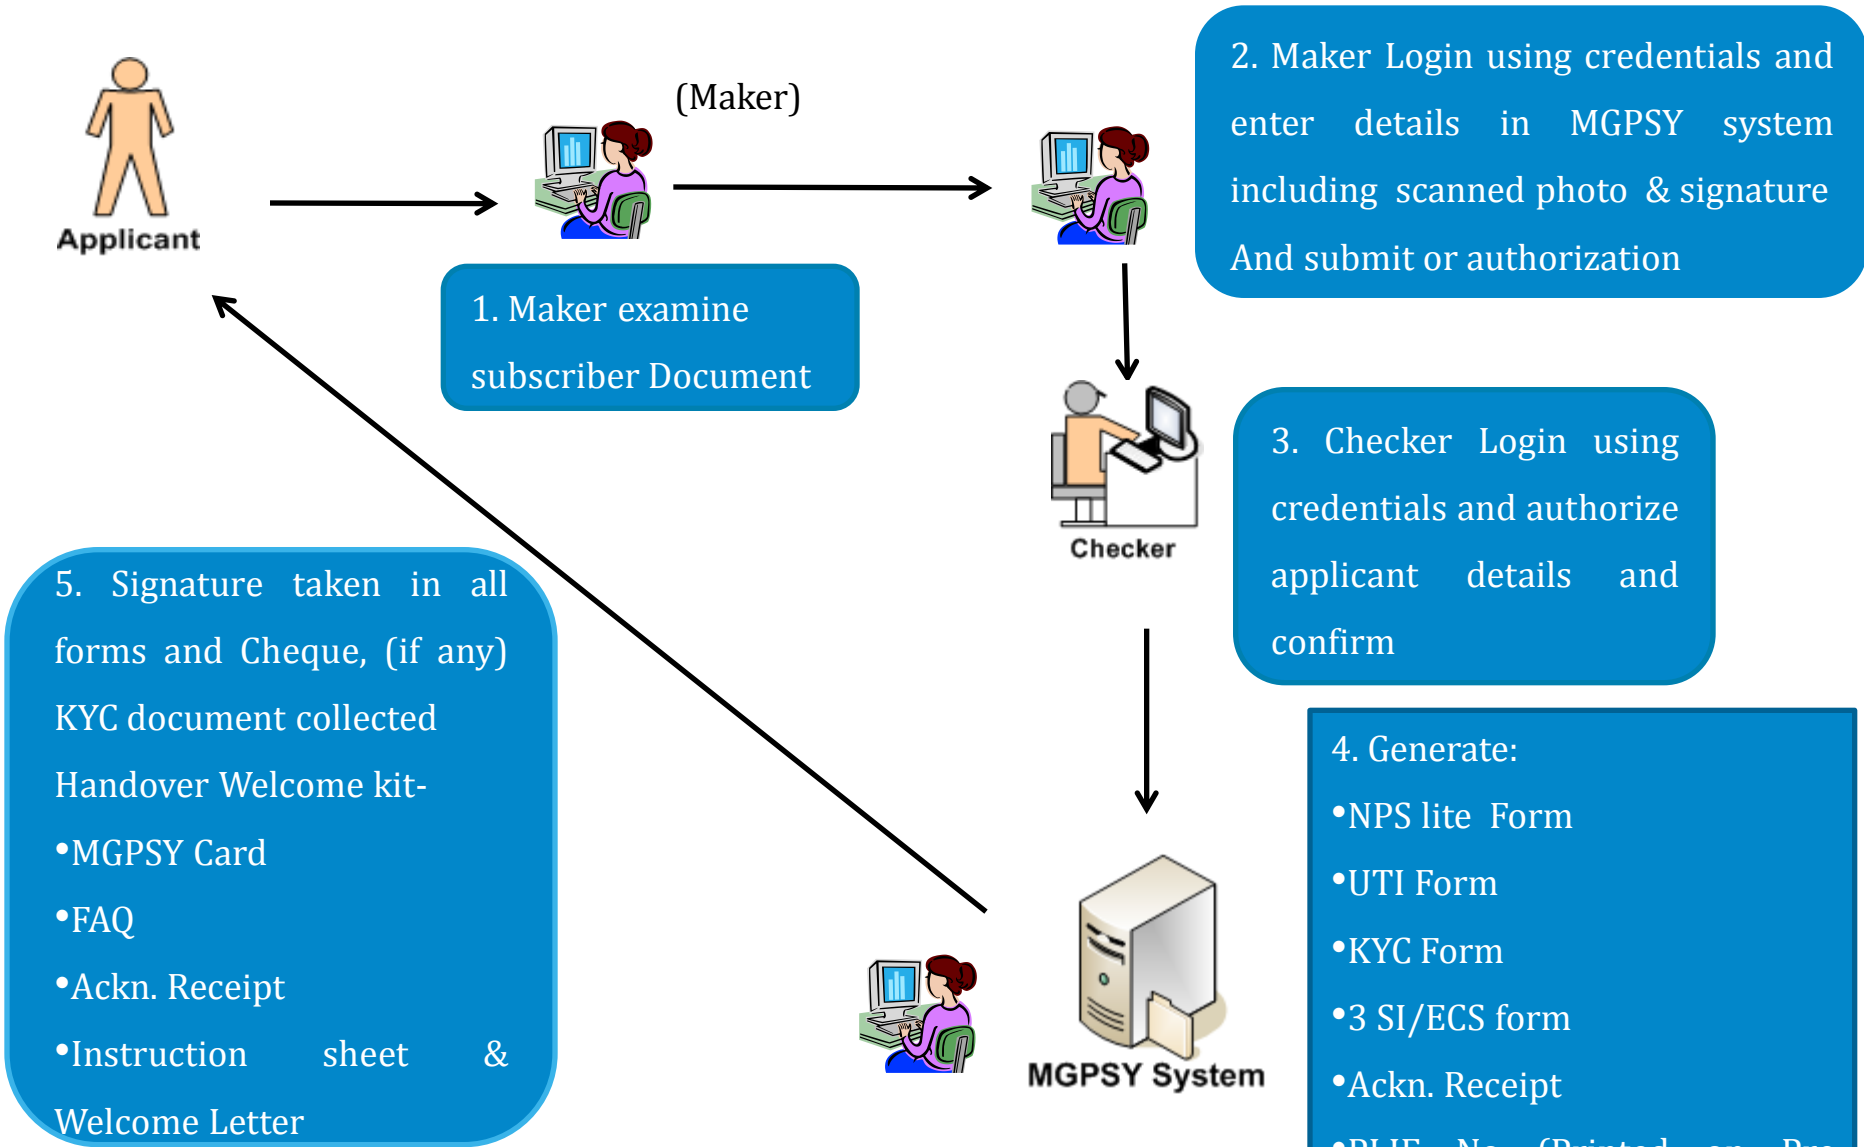 Applicant
(Maker)
1. Maker examine
subscriber Document
2. Maker Login using credentials and
enter details in MGPSY system
including scanned photo & signature
And submit or authorization
3. Checker Login using
credentials and authorize
applicant details and
confirm
Checker
4. Generate:
•NPS lite Form
•UTI Form
•KYC Form
•3 SI/ECS form
•Ackn. Receipt
MGPSY System
5. Signature taken in all
forms and Cheque, (if any)
KYC document collected
Handover Welcome kit-
•MGPSY Card
•FAQ
•Ackn. Receipt
•Instruction sheet &
Welcome Letter